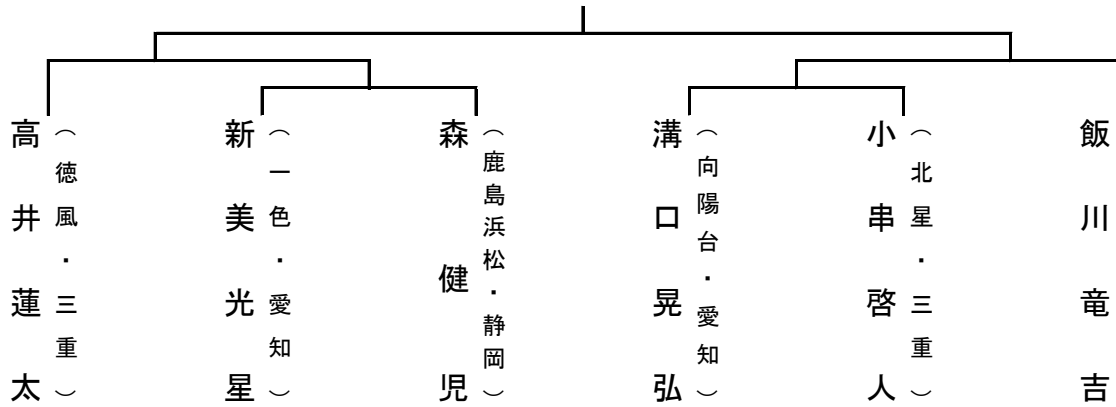 高井蓮太
（徳風・三重）
新美光星
（一色・愛知）
森健児
（鹿島浜松・静岡）
溝口晃弘
（向陽台・愛知）
小串啓人
（北星・三重）
飯川竜吉